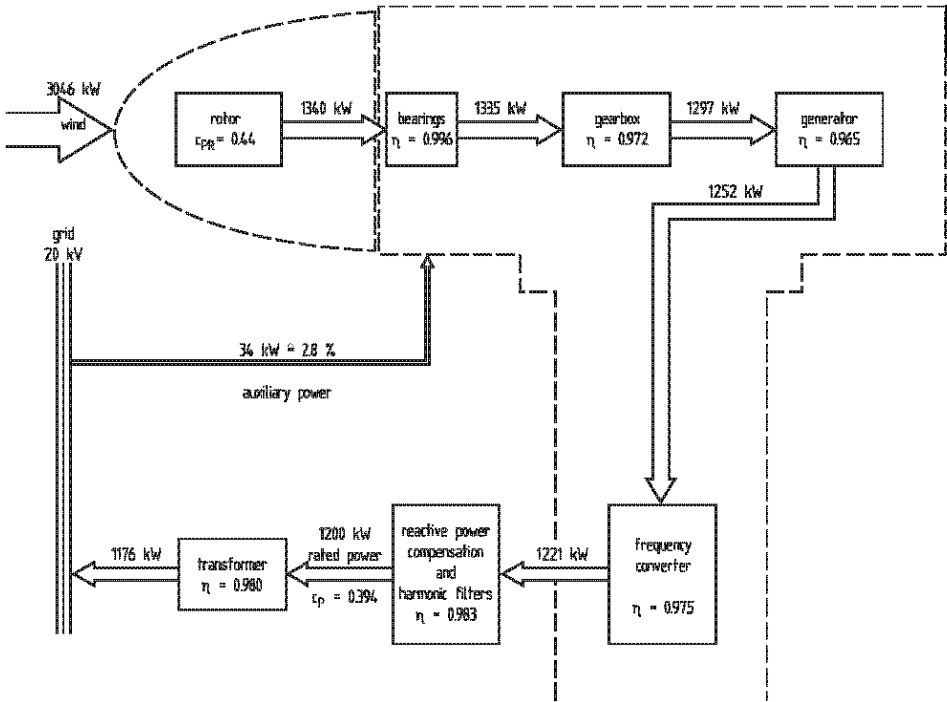 3046 kW
wind
rotor
cPR = 0.44
1340 kW
bearings
η = 0.996
1335 kW
gearbox
η = 0.972
1297 kW
generator
η = 0.965
1252 kW
grid
20 kV
34 kW = 2.8 %
auxiliary power
1176 kW
transformer
η = 0.980
1200 kW
rated power
cP = 0.394
reactive power
compensation
and
harmonic filters
η = 0.983
1221 kW
frequency
converter
η = 0.975